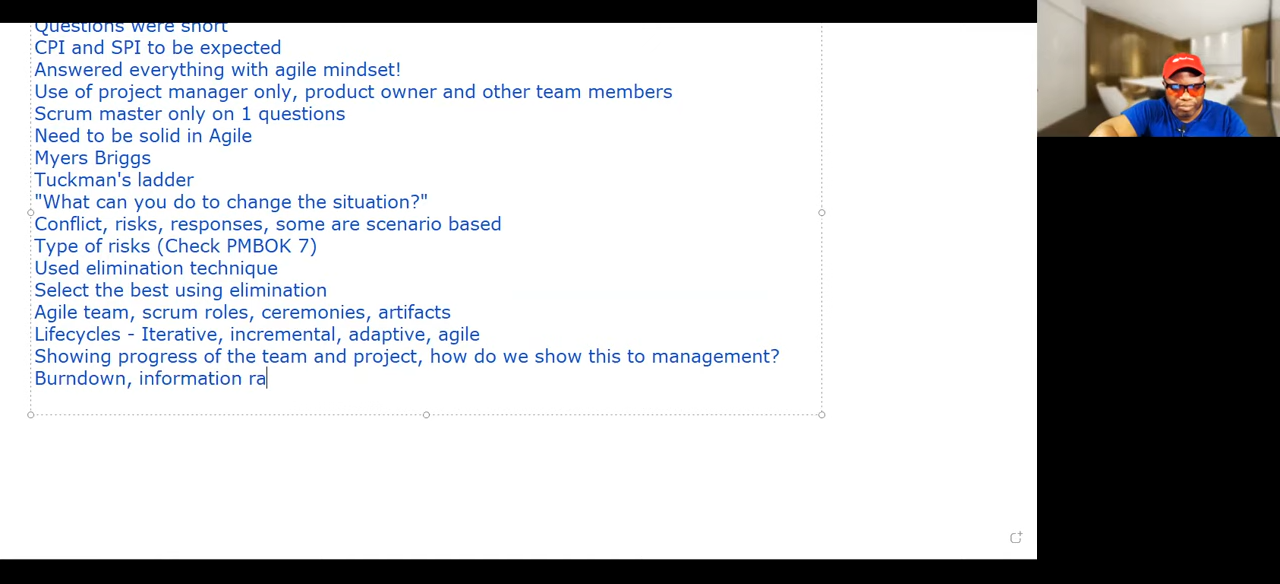 Questions were short
CPI and SPI to be expected
Answered everything with agile mindset!
Use of project manager only, product owner and other team members
Scrum master only on 1 questions
Need to be solid in Agile
Myers Briggs
Tuckman's ladder
"What can you do to change the situation?"
Conflict, risks, responses, some are scenario based
Type of risks (Check PMBOK 7)
Used elimination technique
Select the best using elimination
Agile team, scrum roles, ceremonies, artifacts
Lifecycles - Iterative, incremental, adaptive, agile
Showing progress of the team and project, how do we show this to management?
Burndown, information ra